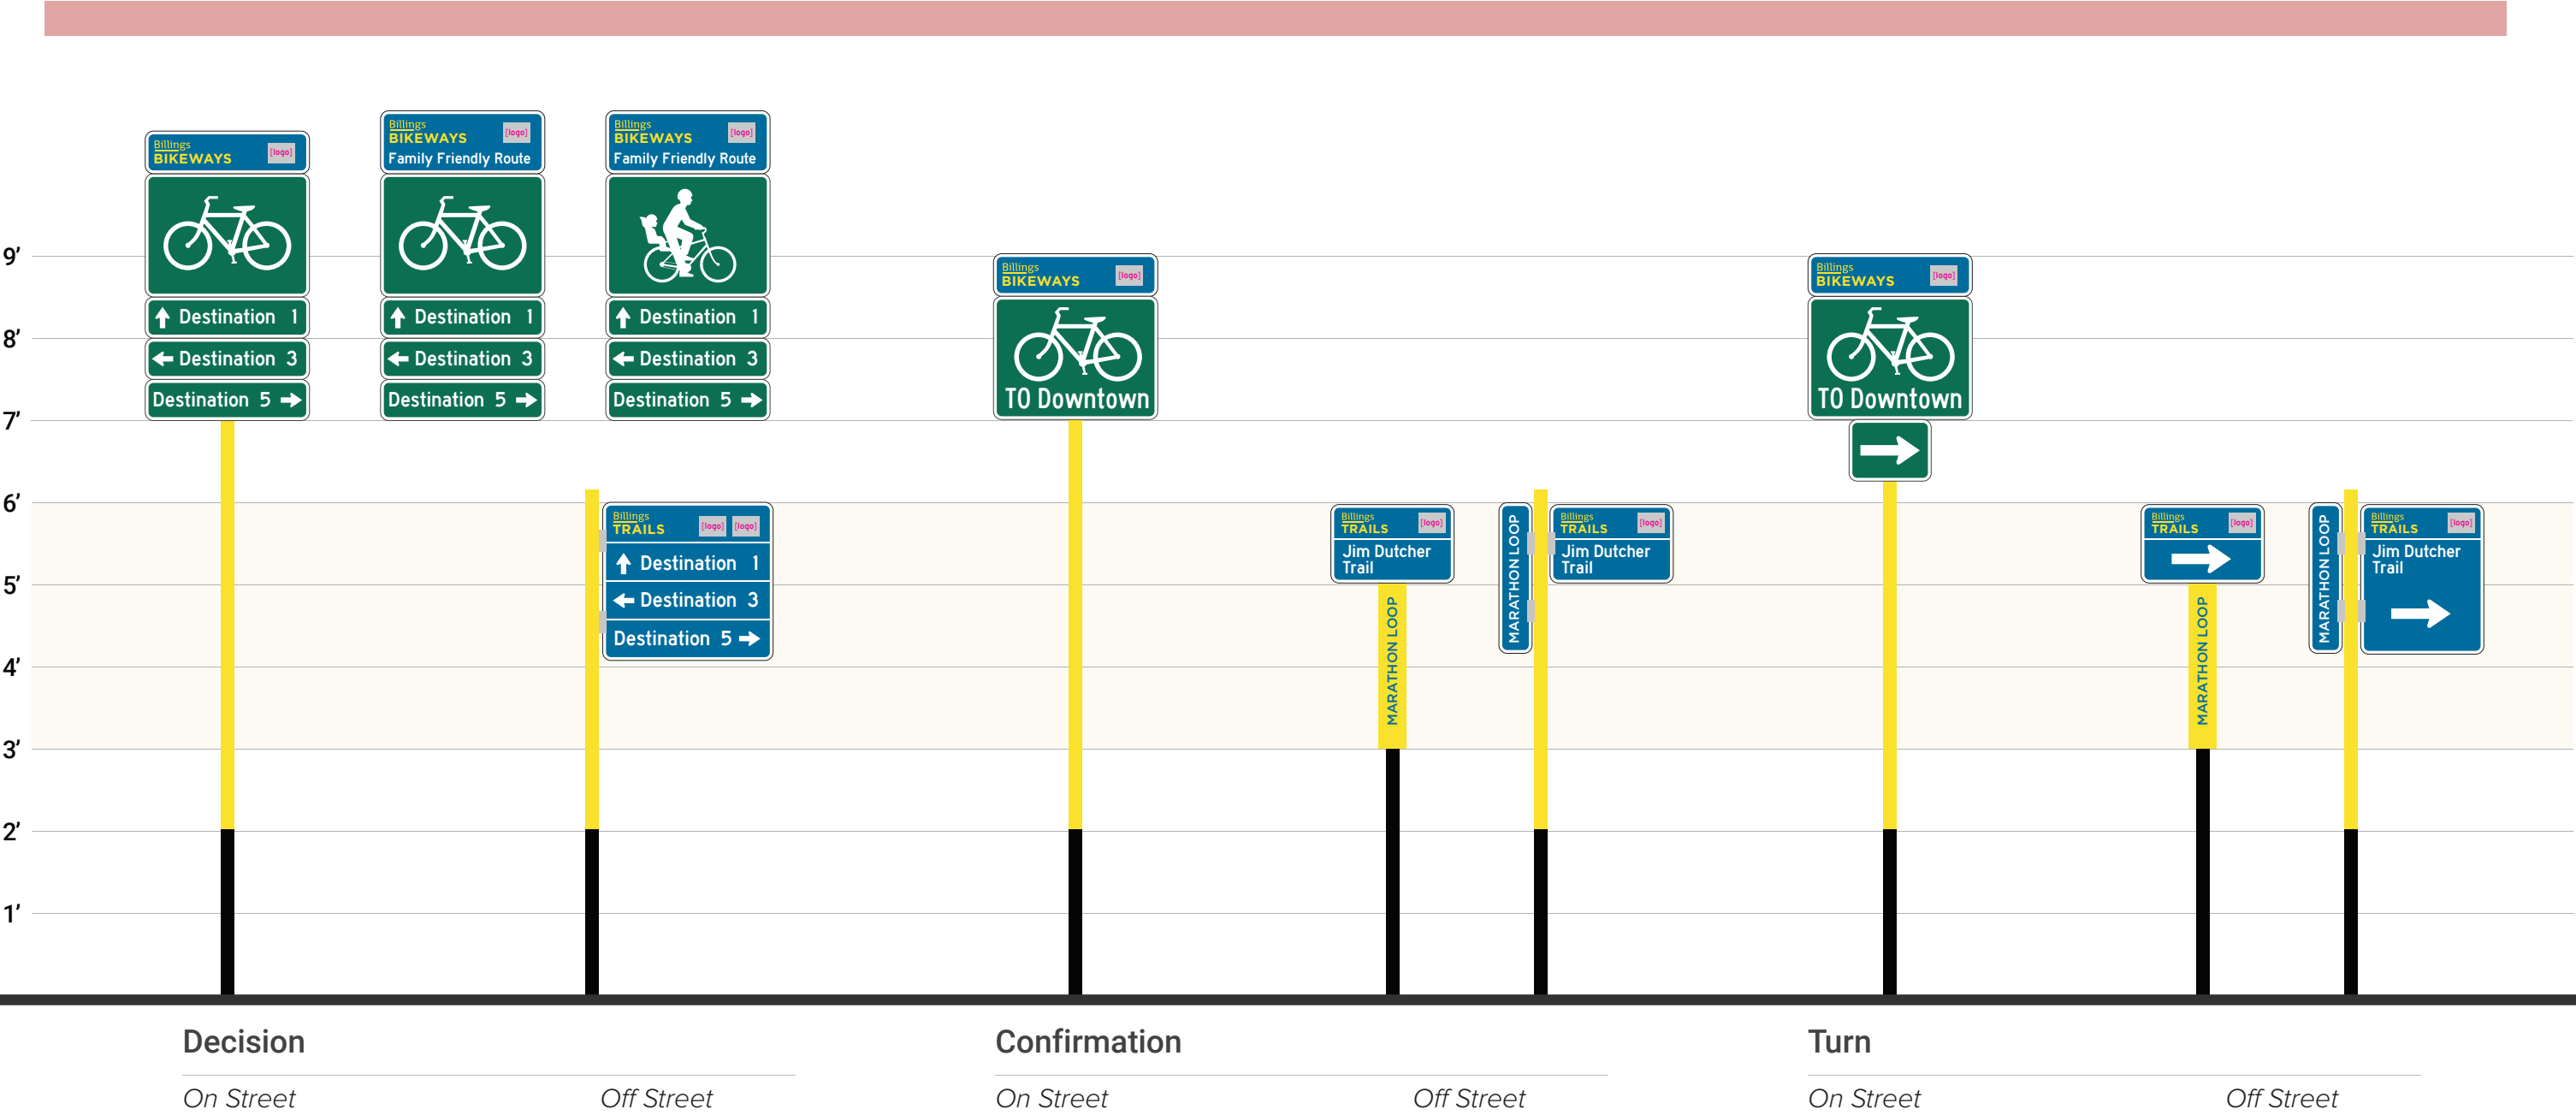 Billings
BIKEWAYS
[logo]
↑ Destination 1
← Destination 3
Destination 5 →
Billings
BIKEWAYS
[logo]
Family Friendly Route
↑ Destination 1
← Destination 3
Destination 5 →
Billings
BIKEWAYS
[logo]
Family Friendly Route
↑ Destination 1
← Destination 3
Destination 5 →
Billings
TRAILS
[logo] [logo]
↑ Destination 1
← Destination 3
Destination 5 →
Billings
BIKEWAYS
[logo]
TO Downtown
Billings
TRAILS
[logo]
Jim Dutcher
Trail
MARATHON LOOP
MARATHON LOOP
Billings
TRAILS
[logo]
Jim Dutcher
Trail
Billings
BIKEWAYS
[logo]
TO Downtown
→
Billings
TRAILS
[logo]
→
MARATHON LOOP
MARATHON LOOP
Billings
TRAILS
[logo]
Jim Dutcher
Trail
→
9’
8’
7’
6’
5’
4’
3’
2’
1’
Decision
On Street
Off Street
Confirmation
On Street
Off Street
Turn
On Street
Off Street